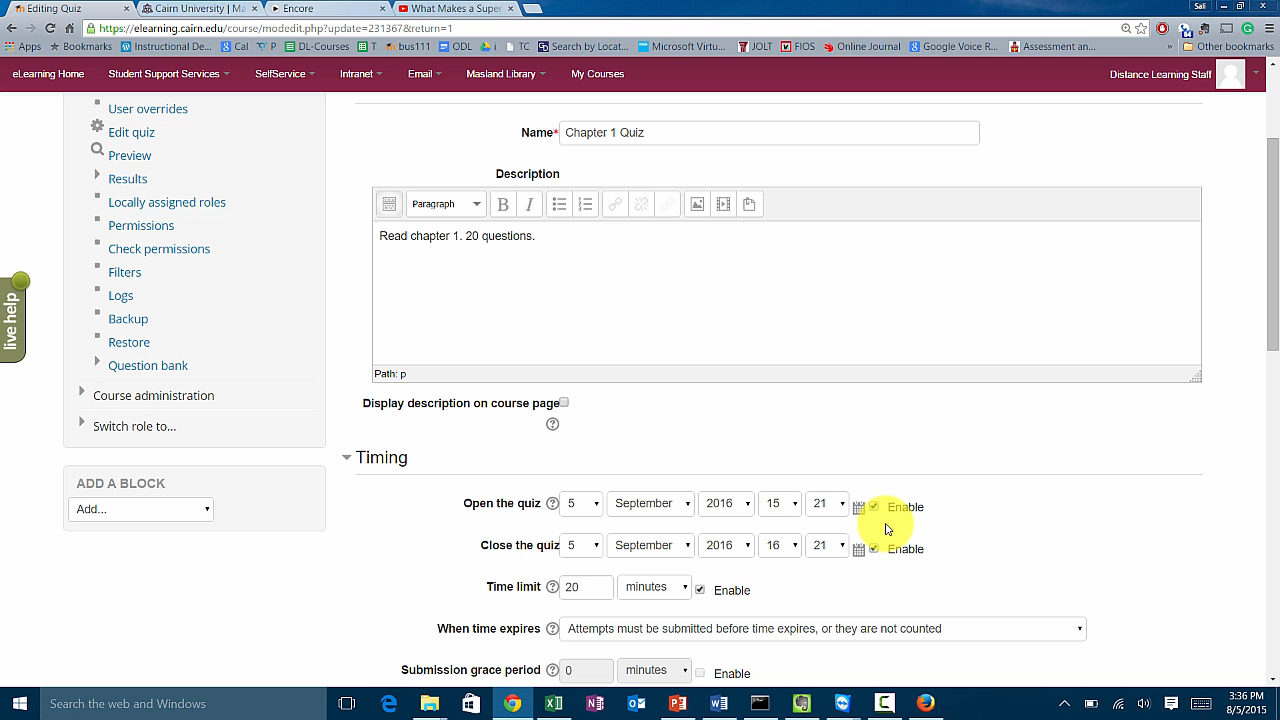 Editing Quiz
Cairn University | Ma
Encore
What Makes a Super
Sali
https://elearning.cairn.edu/course/modedit.php?update=231367&return=1
Apps Bookmarks Instructional De... Cal P DL-Courses T bus111 ODL i TC Search by Locat... Microsoft Virtu... JOLT FIOS Online Journal Google Voice R... Assessment an... » Other bookmarks
eLearning Home Student Support Services SelfService Intranet Email Masland Library My Courses Distance Learning Staff
User overrides
Edit quiz
Preview
Results
Locally assigned roles
Permissions
Check permissions
Filters
Logs
Backup
Restore
Question bank
Course administration
Switch role to...
ADD A BLOCK
Add...
live help
Name* Chapter 1 Quiz
Description
Paragraph B I
Read chapter 1. 20 questions.
Path: p
Display description on course page
Timing
Open the quiz 5 September 2016 15 21 Enable
Close the quiz 5 September 2016 16 21 Enable
Time limit 20 minutes Enable
When time expires Attempts must be submitted before time expires, or they are not counted
Submission grace period 0 minutes Enable
Search the web and Windows
3:36 PM
8/5/2015